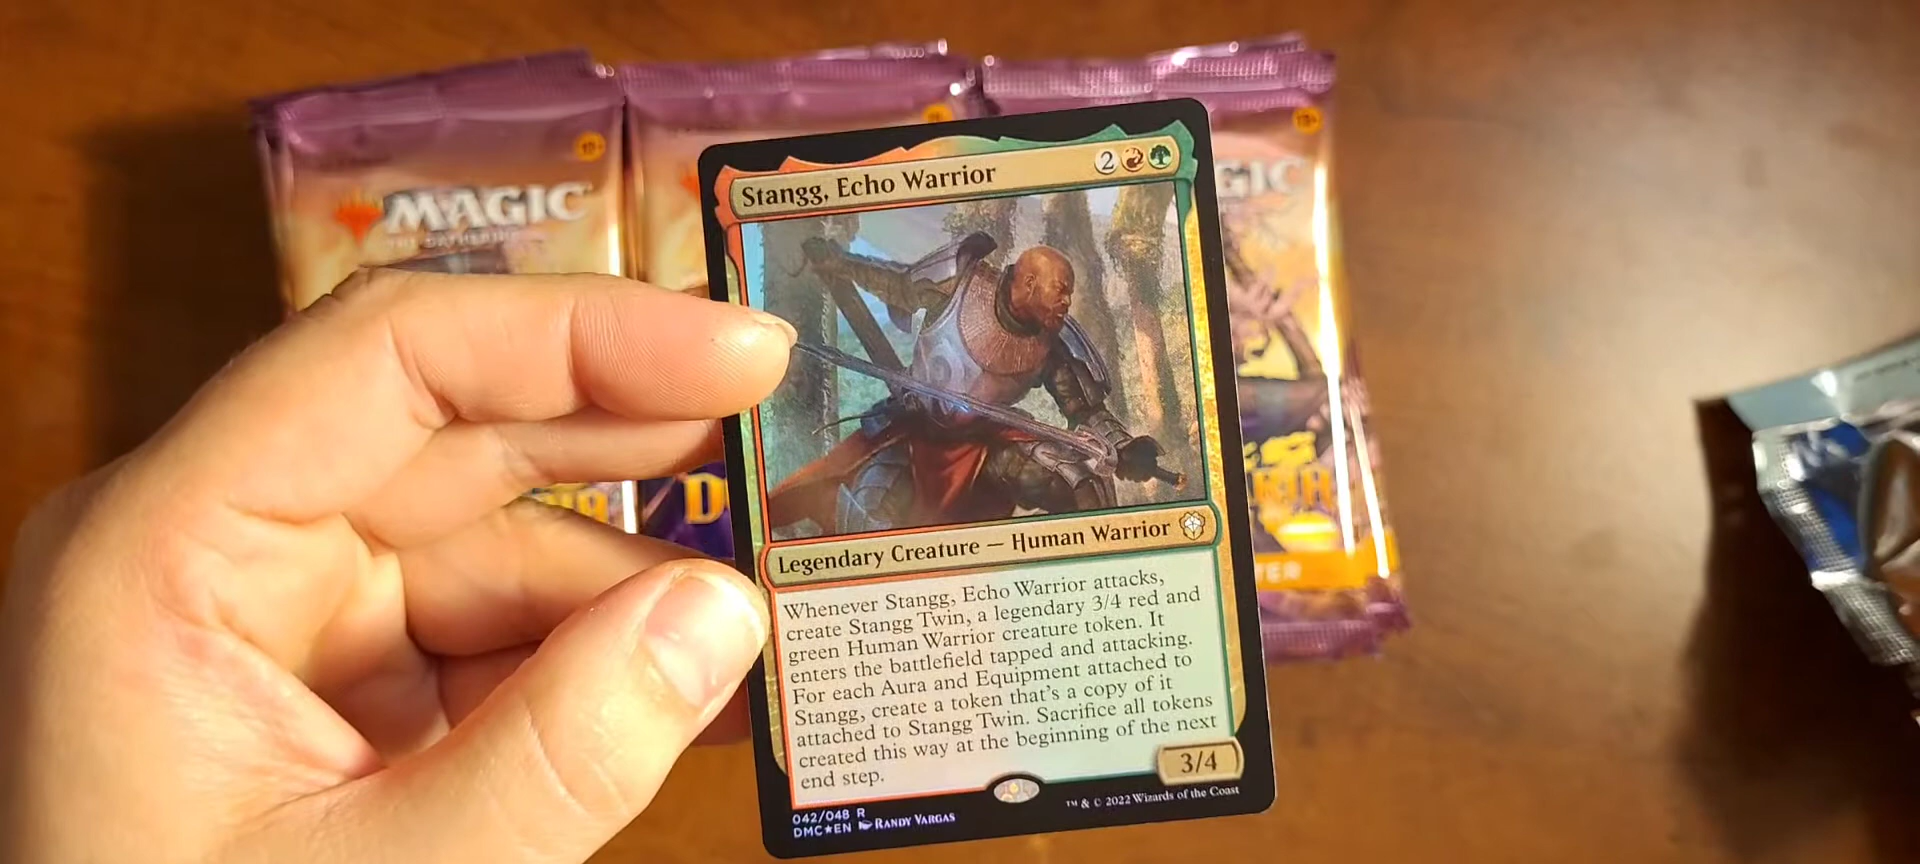 MAGIC
THE GATHERING
GIC
Stangg, Echo Warrior
2
Legendary Creature — Human Warrior
Whenever Stangg, Echo Warrior attacks,
create Stangg Twin, a legendary 3/4 red and
green Human Warrior creature token. It
enters the battlefield tapped and attacking.
For each Aura and Equipment attached to
Stangg, create a token that's a copy of it
attached to Stangg Twin. Sacrifice all tokens
created this way at the beginning of the next
end step.
3/4
042/048 R
DMC★EN RANDY VARGAS
™ & © 2022 Wizards of the Coast
D